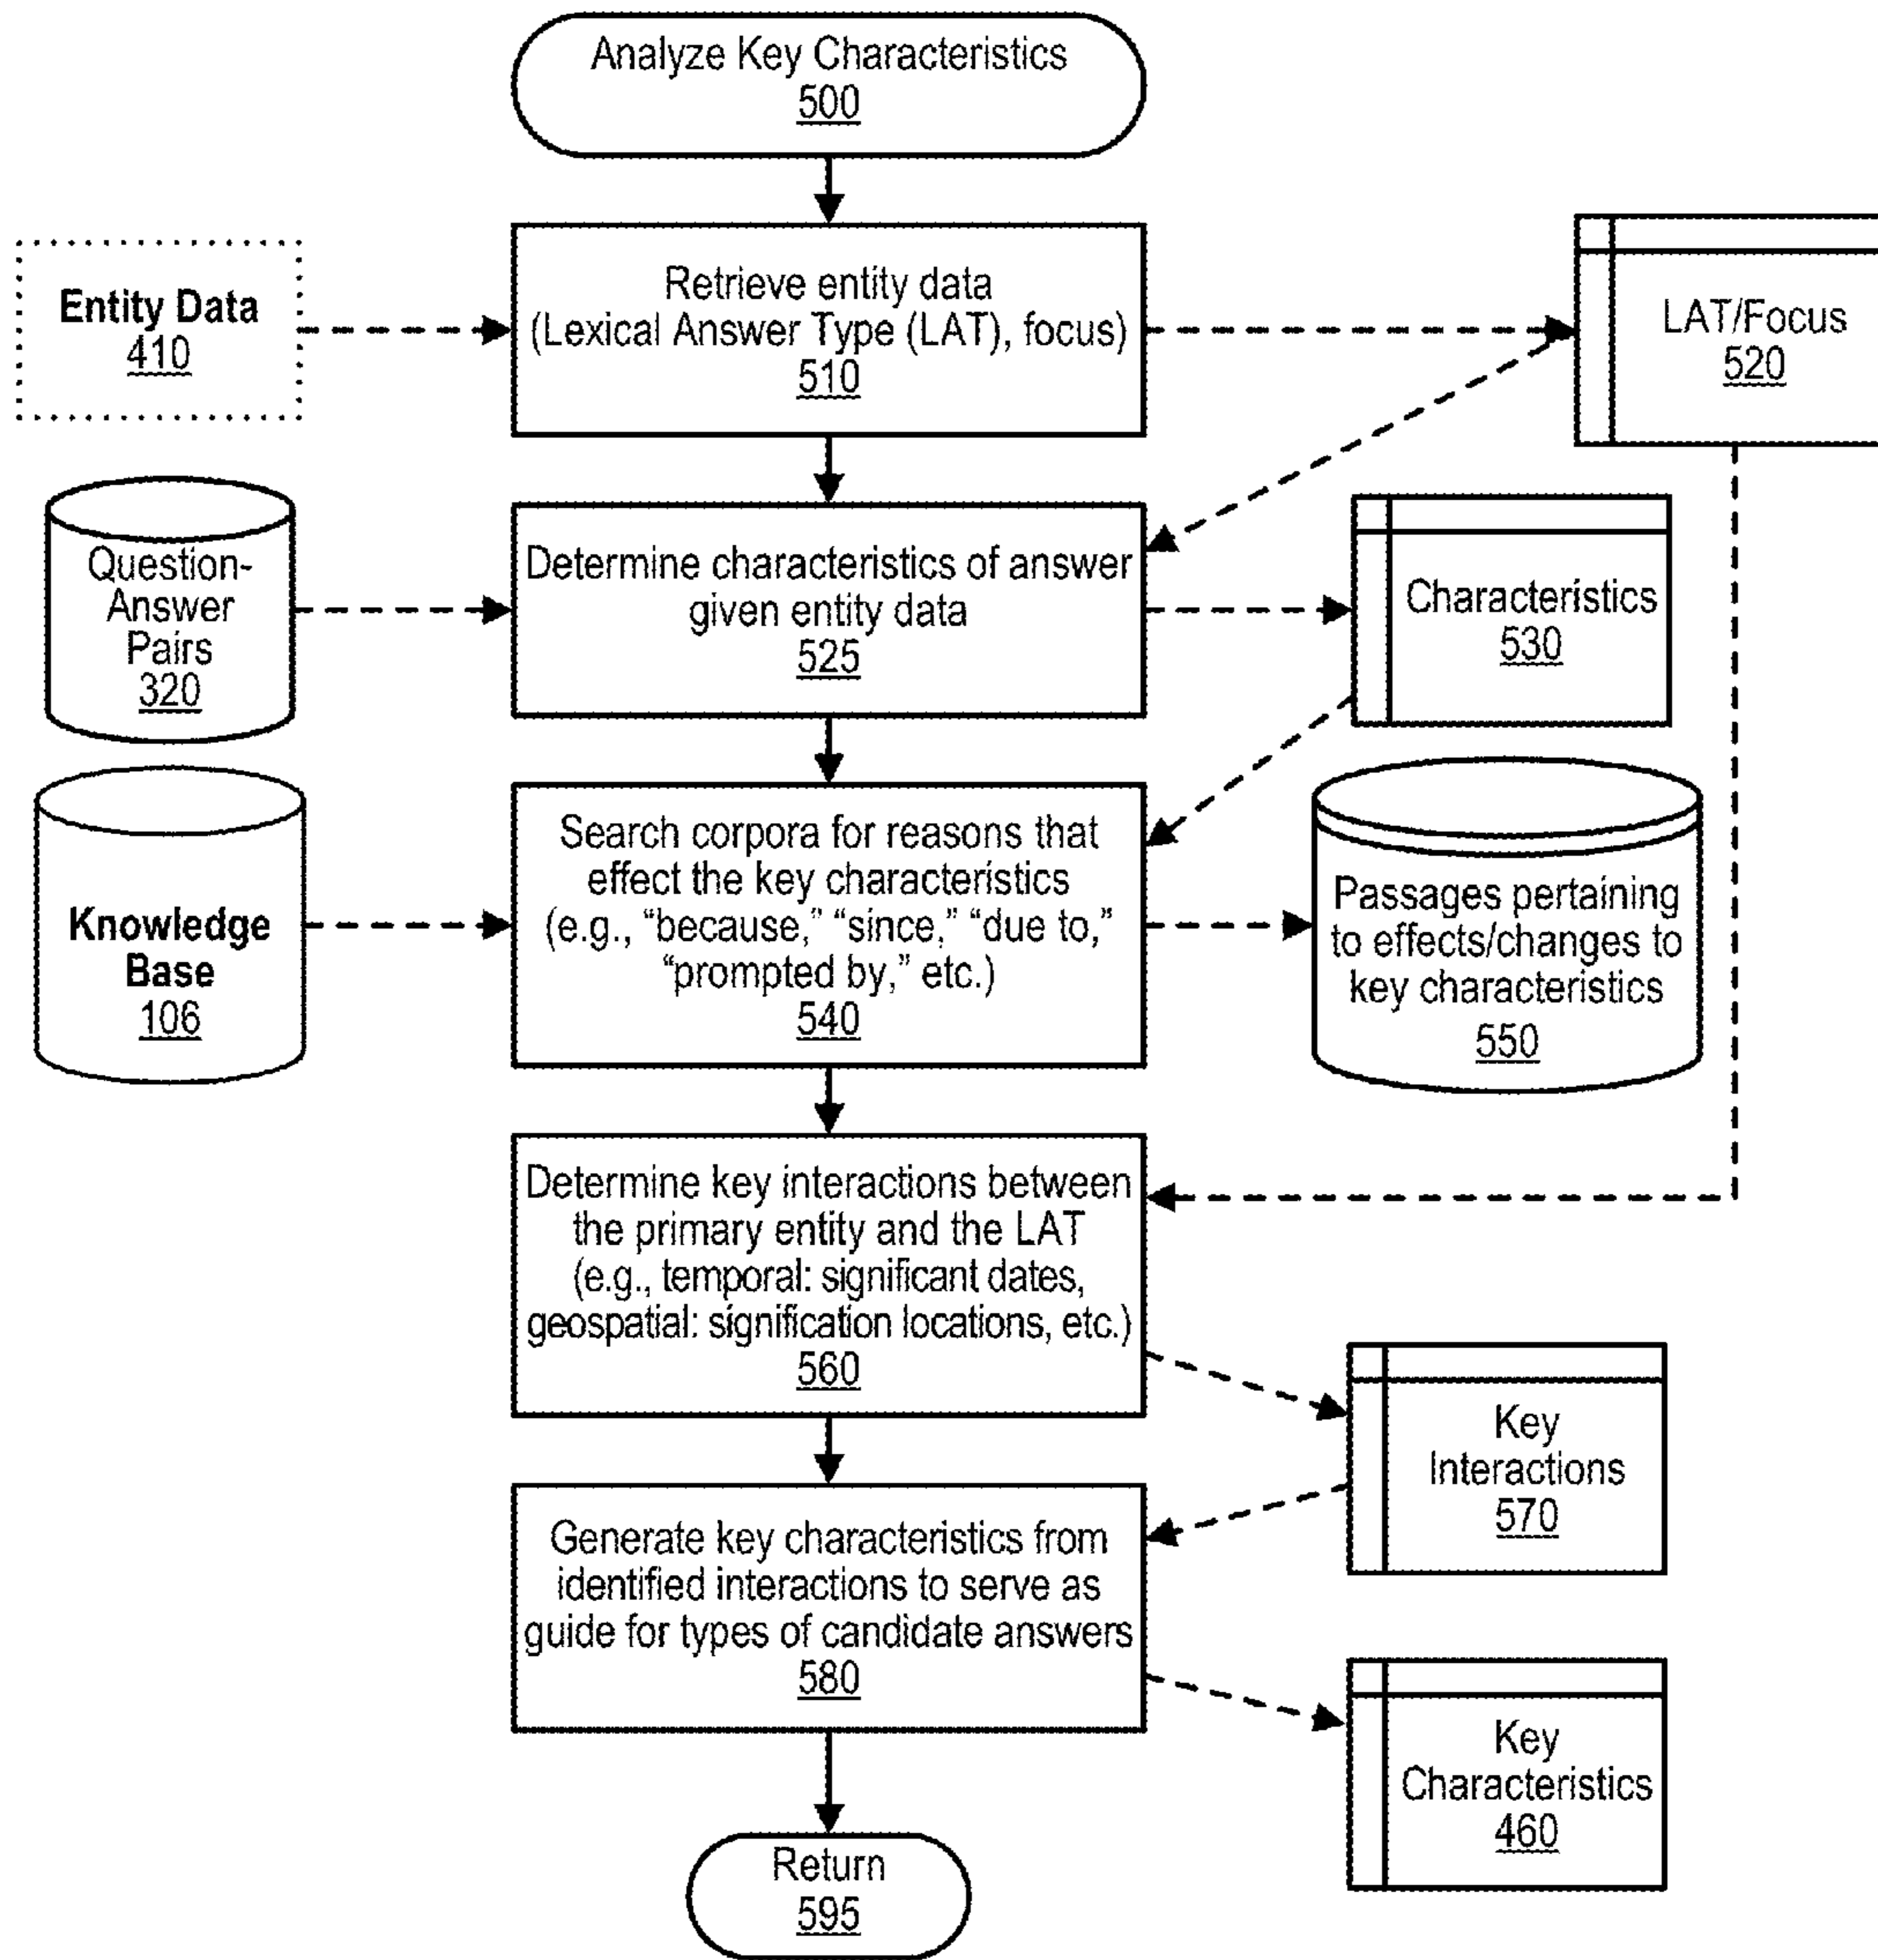 Analyze Key Characteristics
500
Entity Data
410
Retrieve entity data
(Lexical Answer Type (LAT), focus)
510
LAT/Focus
520
Question-
Answer
Pairs
320
Determine characteristics of answer
given entity data
525
Characteristics
530
Knowledge
Base
106
Search corpora for reasons that
effect the key characteristics
(e.g., “because,” “since,” “due to,”
“prompted by,” etc.)
540
Passages pertaining
to effects/changes to
key characteristics
550
Determine key interactions between
the primary entity and the LAT
(e.g., temporal: significant dates,
geospatial: signification locations, etc.)
560
Key
Interactions
570
Generate key characteristics from
identified interactions to serve as
guide for types of candidate answers
580
Key
Characteristics
460
Return
595